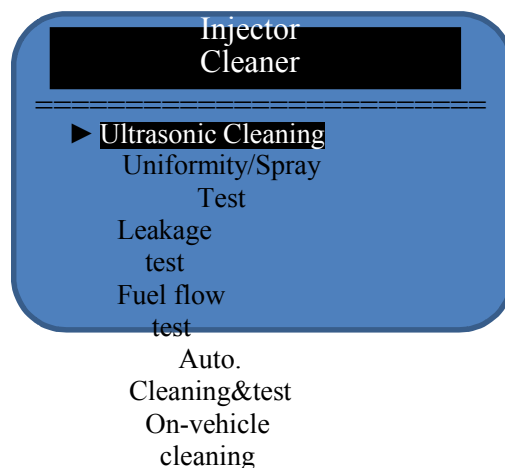 Injector
Cleaner
=========================
► Ultrasonic Cleaning
Uniformity/Spray
Test
Leakage
test
Fuel flow
test
Auto.
Cleaning&test
On-vehicle
cleaning